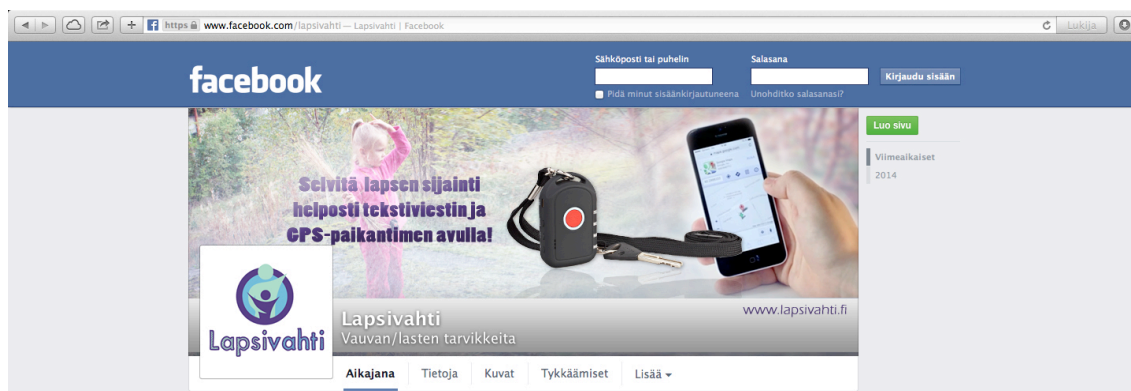 https www.facebook.com/lapsivahti — Lapsivahti | Facebook
Lukija
facebook
Sähköposti tai puhelin
Salasana
Kirjaudu sisään
Pidä minut sisäänkirjautuneena
Unohditko salasanasi?
Luo sivu
Viimeaikaiset
2014
Selvitä lapsen sijainti
helposti tekstiviestin ja
GPS-paikantimen avulla!
www.lapsivahti.fi
Lapsivahti
Lapsivahti
Vauvan/lasten tarvikkeita
Aikajana
Tietoja
Kuvat
Tykkäämiset
Lisää